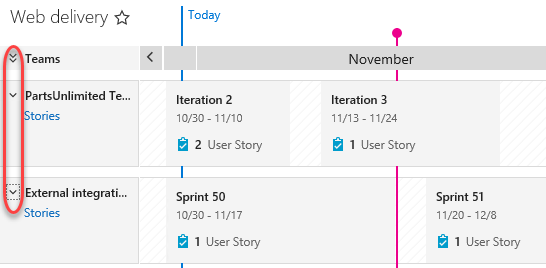 Web delivery
Today
Teams
November
PartsUnlimited Te...
Stories
Iteration 2
10/30 - 11/10
2 User Story
Iteration 3
11/13 - 11/24
1 User Story
External integrati...
Stories
Sprint 50
10/30 - 11/17
1 User Story
Sprint 51
11/20 - 12/8
1 User Story